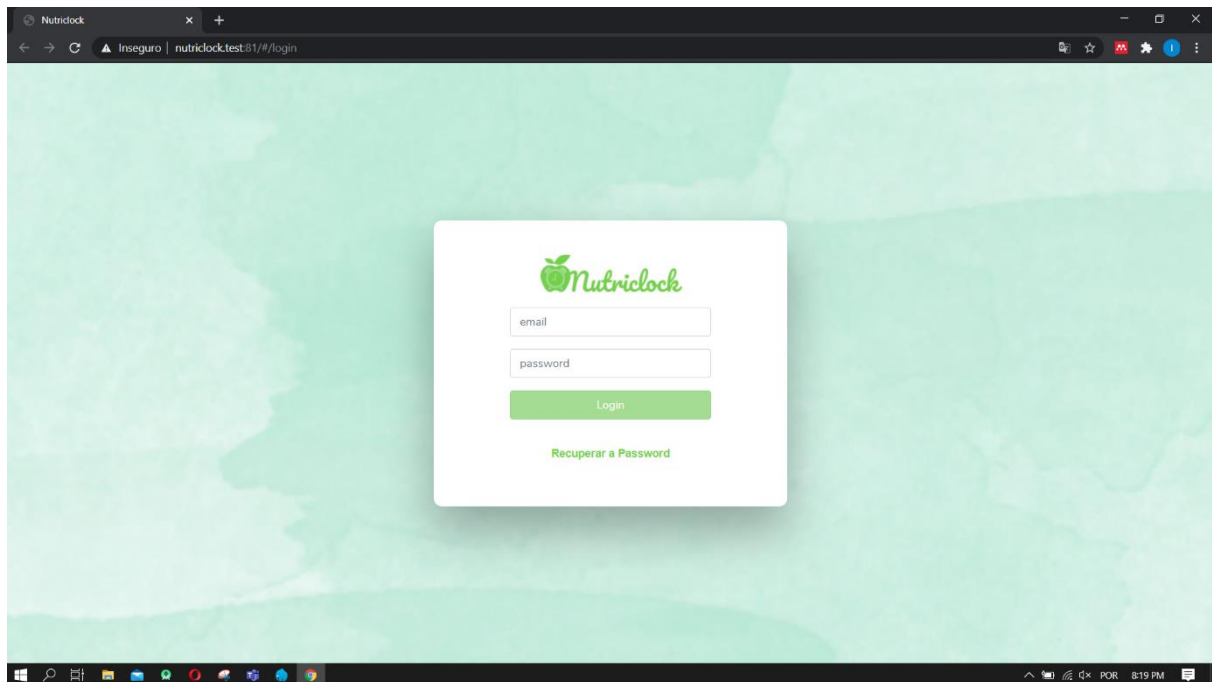 Nutriclock
Inseguro | nutriclock.test:81/#/login
Nutriclock
email
password
Login
Recuperar a Password
POR 8:19 PM